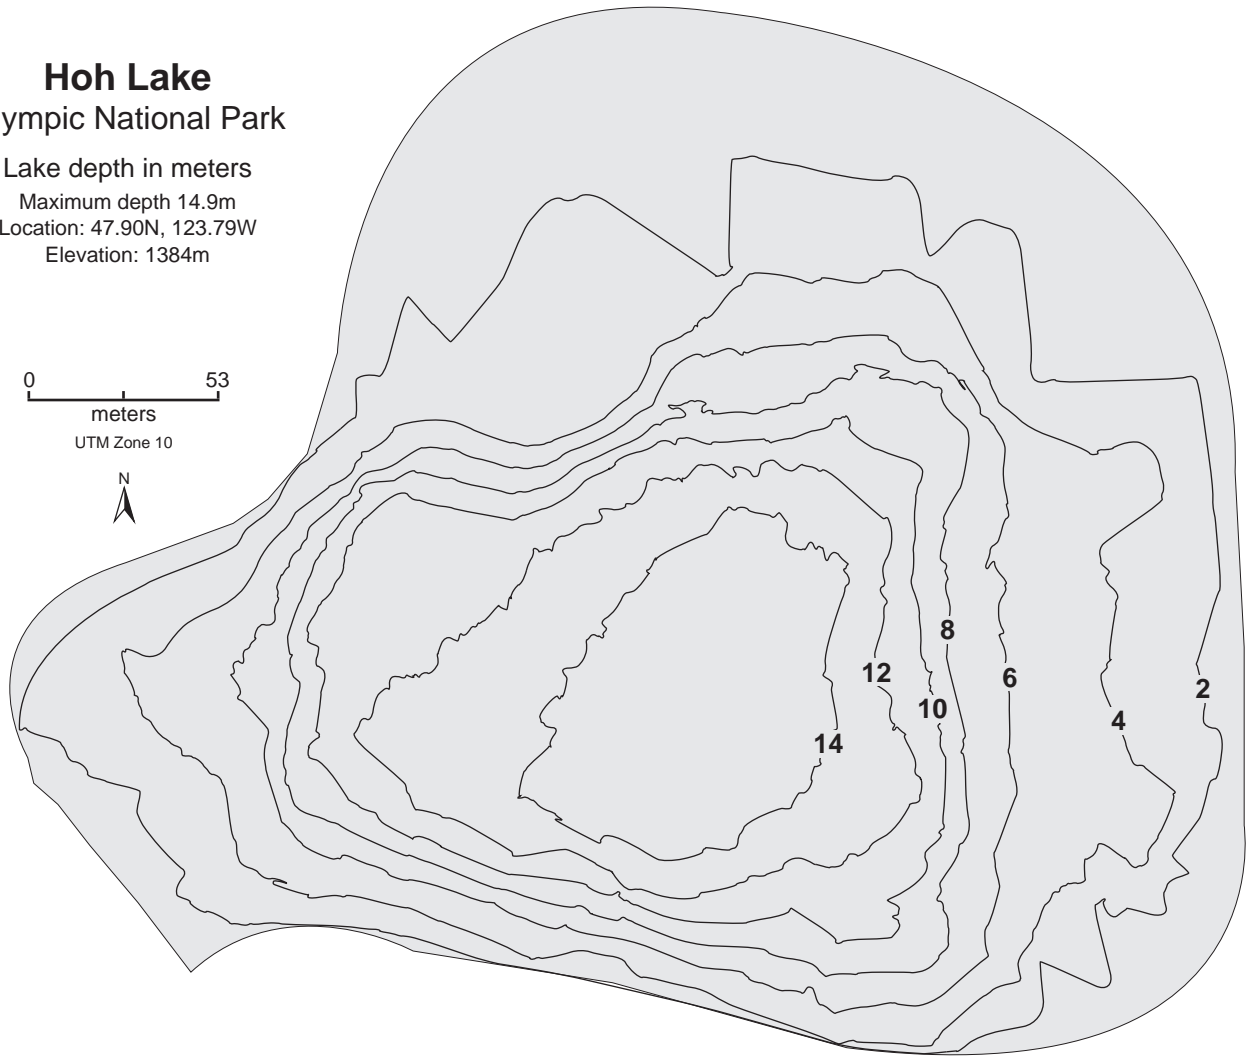 Hoh Lake
ympic National Park
Lake depth in meters
Maximum depth 14.9m
Location: 47.90N, 123.79W
Elevation: 1384m
0 53
meters
UTM Zone 10
N
8
12
6
2
10
4
14